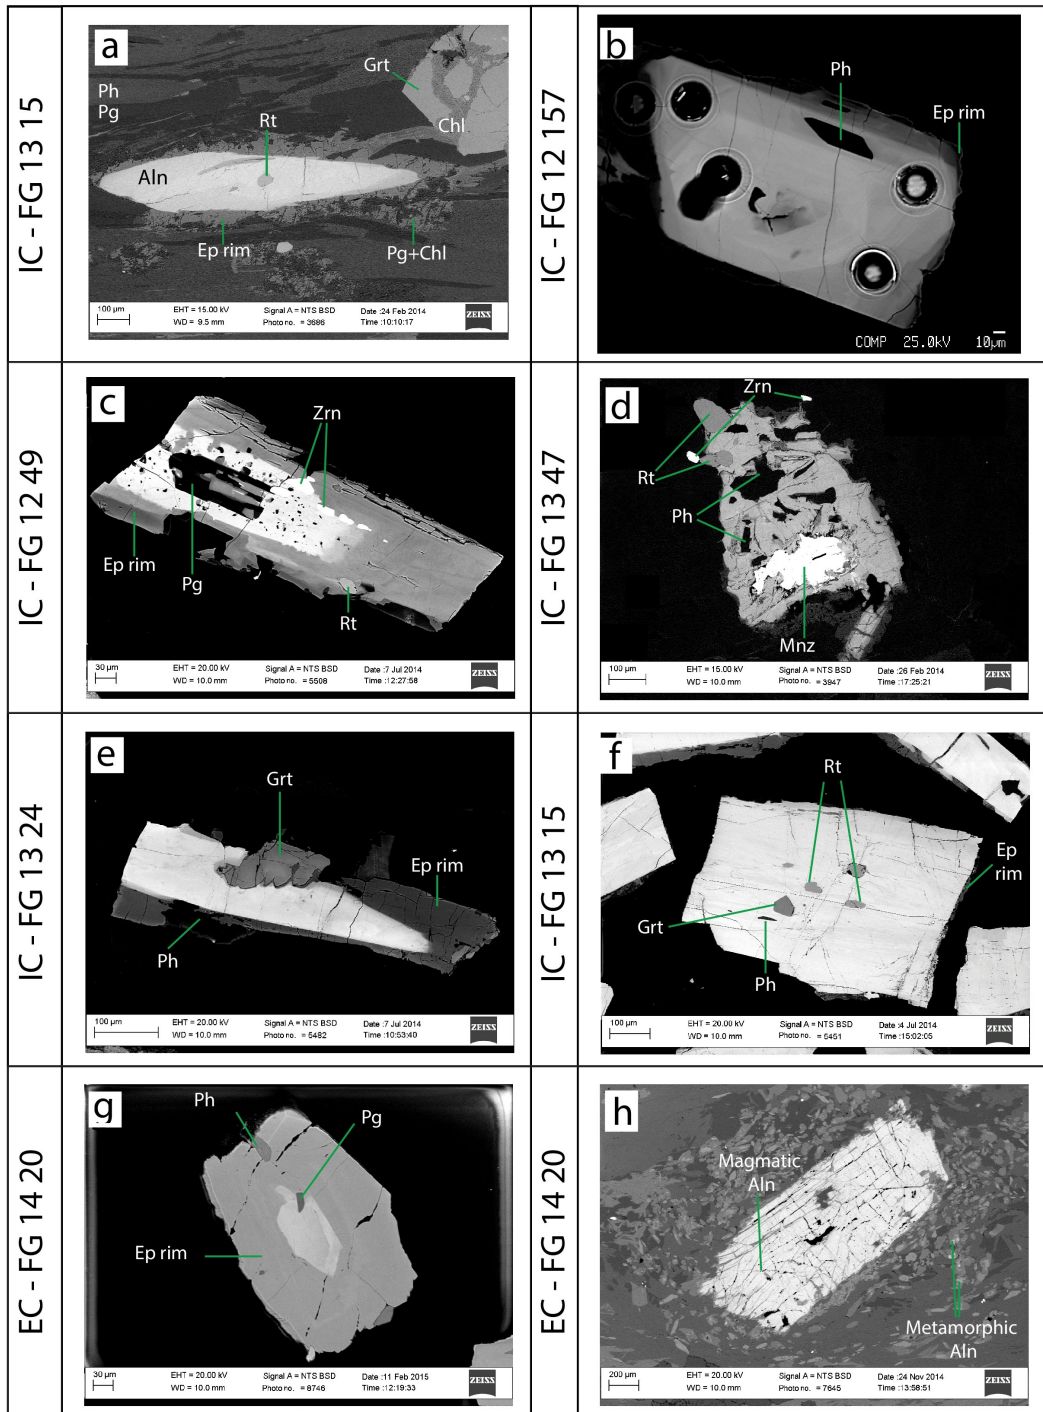 IC - FG 13 15
a
Grt
Ph
Pg
Rt
Chl
Aln
Ep rim
Pg+Chl
100 µm
EHT = 15.00 kV
Signal A = NTS BSD
Date :24 Feb 2014
WD = 9.5 mm
Photo no. = 3686
Time :10:10:17
ZEISS
IC - FG 12 157
b
Ph
Ep rim
COMP 25.0kV 10µm
IC - FG 12 49
c
Zrn
Ep rim
Pg
Rt
30 µm
EHT = 20.00 kV
Signal A = NTS BSD
Date :7 Jul 2014
WD = 10.0 mm
Photo no. = 5508
Time :12:27:58
ZEISS
IC - FG 13 47
d
Zrn
Rt
Ph
Mnz
100 µm
EHT = 15.00 kV
Signal A = NTS BSD
Date :26 Feb 2014
WD = 10.0 mm
Photo no. = 3947
Time :17:25:21
ZEISS
IC - FG 13 24
e
Grt
Ep rim
Ph
100 µm
EHT = 20.00 kV
Signal A = NTS BSD
Date :7 Jul 2014
WD = 10.0 mm
Photo no. = 5482
Time :10:53:40
ZEISS
IC - FG 13 15
f
Rt
Ep
rim
Grt
Ph
100 µm
EHT = 20.00 kV
Signal A = NTS BSD
Date :4 Jul 2014
WD = 10.0 mm
Photo no. = 5451
Time :15:02:05
ZEISS
EC - FG 14 20
g
Ph
Pg
Ep rim
30 µm
EHT = 20.00 kV
Signal A = NTS BSD
Date :11 Feb 2015
WD = 10.0 mm
Photo no. = 8746
Time :12:19:33
ZEISS
EC - FG 14 20
h
Magmatic
Aln
Metamorphic
Aln
200 µm
EHT = 20.00 kV
Signal A = NTS BSD
Date :24 Nov 2014
WD = 10.0 mm
Photo no. = 7645
Time :13:58:51
ZEISS